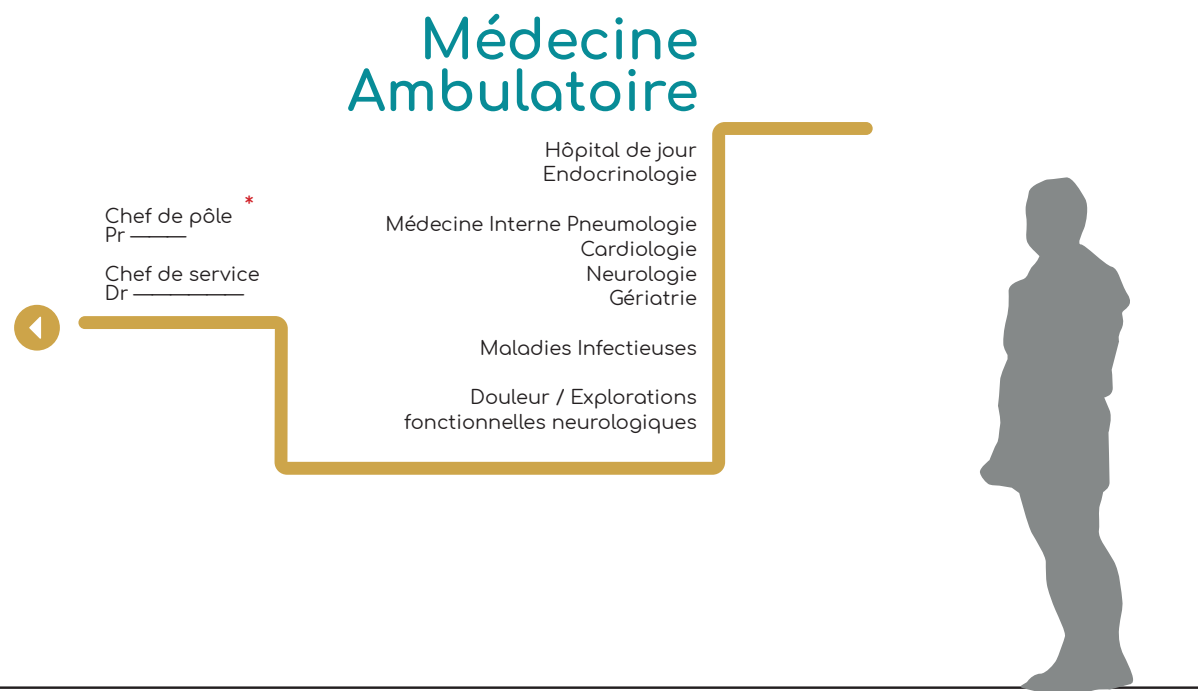 Médecine
Ambulatoire
Hôpital de jour
Endocrinologie
Médecine Interne Pneumologie
Cardiologie
Neurologie
Gériatrie
Maladies Infectieuses
Douleur / Explorations
fonctionnelles neurologiques
Chef de pôle *
Pr ———
Chef de service
Dr ——————